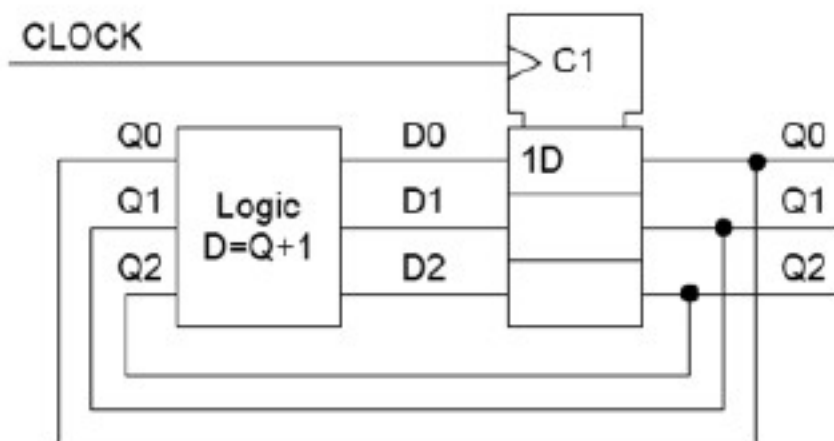 CLOCK
C1
Q0 D0 1D Q0
Q1 Logic D1 Q1
D=Q+1
Q2 D2 Q2